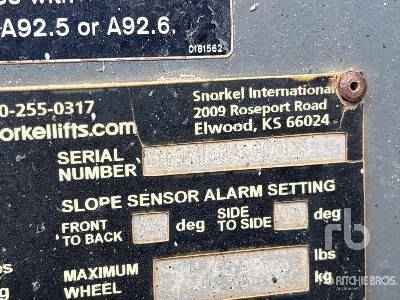 A92.5 or A92.6.
D181562
0-255-0317
orkellifts.com
Snorkel International
2009 Roseport Road
Elwood, KS 66024
SERIAL
NUMBER
SLOPE SENSOR ALARM SETTING
FRONT
TO BACK
deg
SIDE
TO SIDE
deg
MAXIMUM
WHEEL
lbs
kg
rb
RITCHIE BROS.